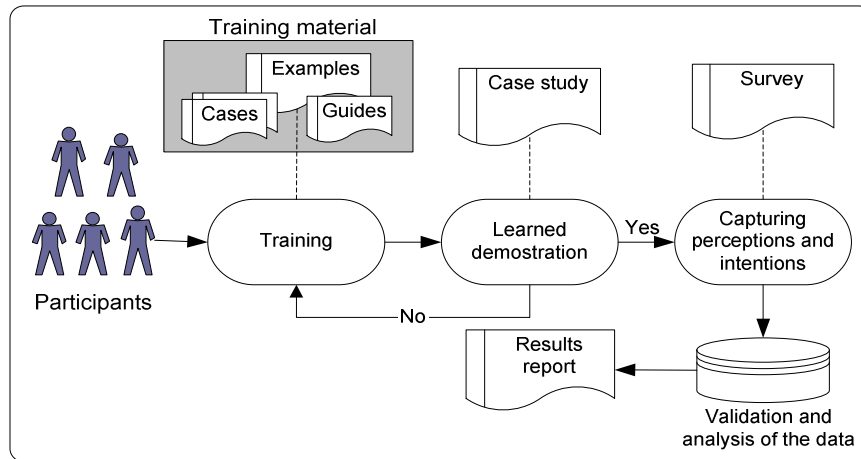 Training material
Examples
Cases
Guides
Case study
Survey
Participants
Training
Learned
demostration
Yes
Capturing
perceptions and
intentions
No
Results
report
Validation and
analysis of the data